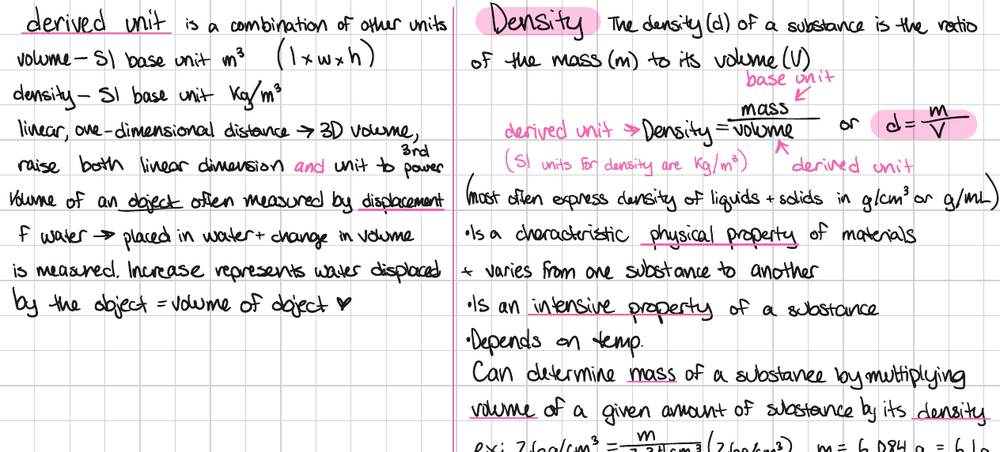 derived unit is a combination of other units
volume - SI base unit m³ (l x w x h)
density - SI base unit Kg/m³
linear, one-dimensional distance → 3D volume,
raise both linear dimension and unit to 3rd power
Volume of an object often measured by displacement
f water → placed in water + change in volume
is measured. Increase represents water displaced
by the object = volume of object ♥
Density The density (d) of a substance is the ratio
of the mass (m) to its volume (V)
base unit
derived unit → Density = mass / volume or d = m / V
(SI units for density are Kg/m³) derived unit
(most often express density of liquids + solids in g/cm³ or g/mL)
•Is a characteristic physical property of materials
+ varies from one substance to another
•Is an intensive property of a substance
•Depends on temp.
Can determine mass of a substance by multiplying
volume of a given amount of substance by its density
m